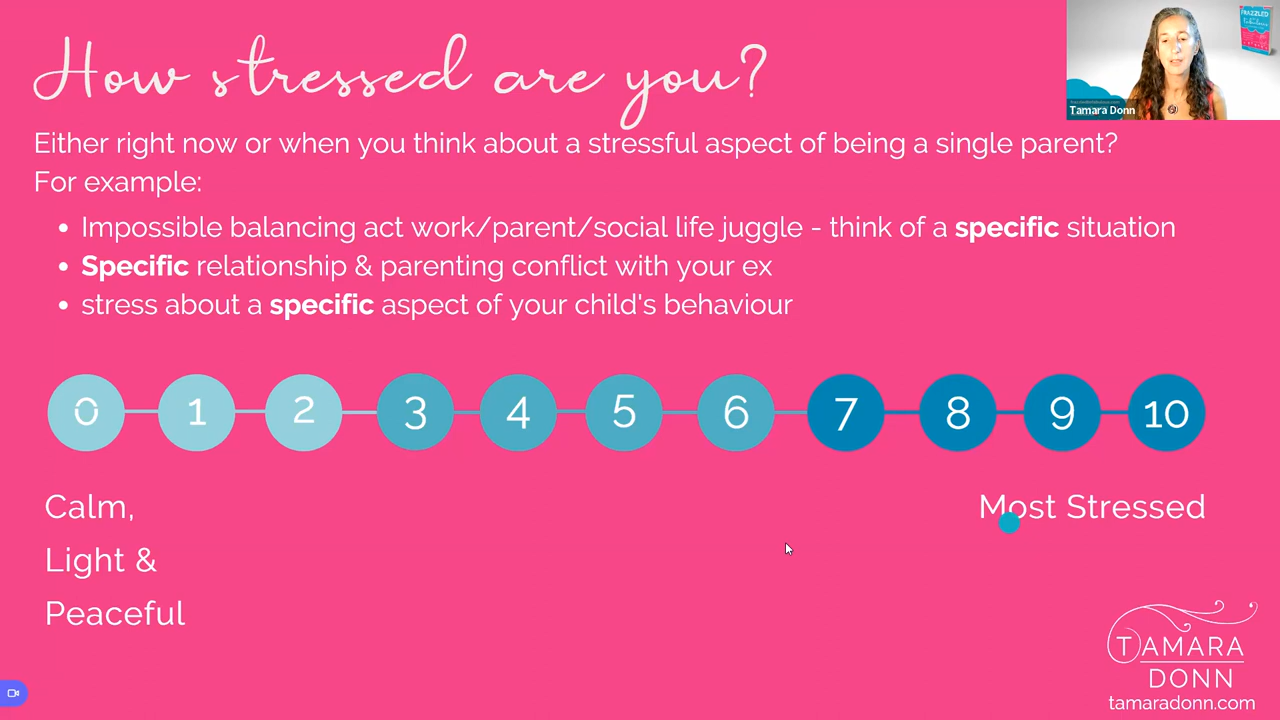 How stressed are you?
Either right now or when you think about a stressful aspect of being a single parent?
For example:
• Impossible balancing act work/parent/social life juggle - think of a specific situation
• Specific relationship & parenting conflict with your ex
• stress about a specific aspect of your child's behaviour
0 1 2 3 4 5 6 7 8 9 10
Calm,
Light &
Peaceful
Most Stressed
FRAZZLED
Tamara Donn
TAMARA
DONN
tamaradonn.com